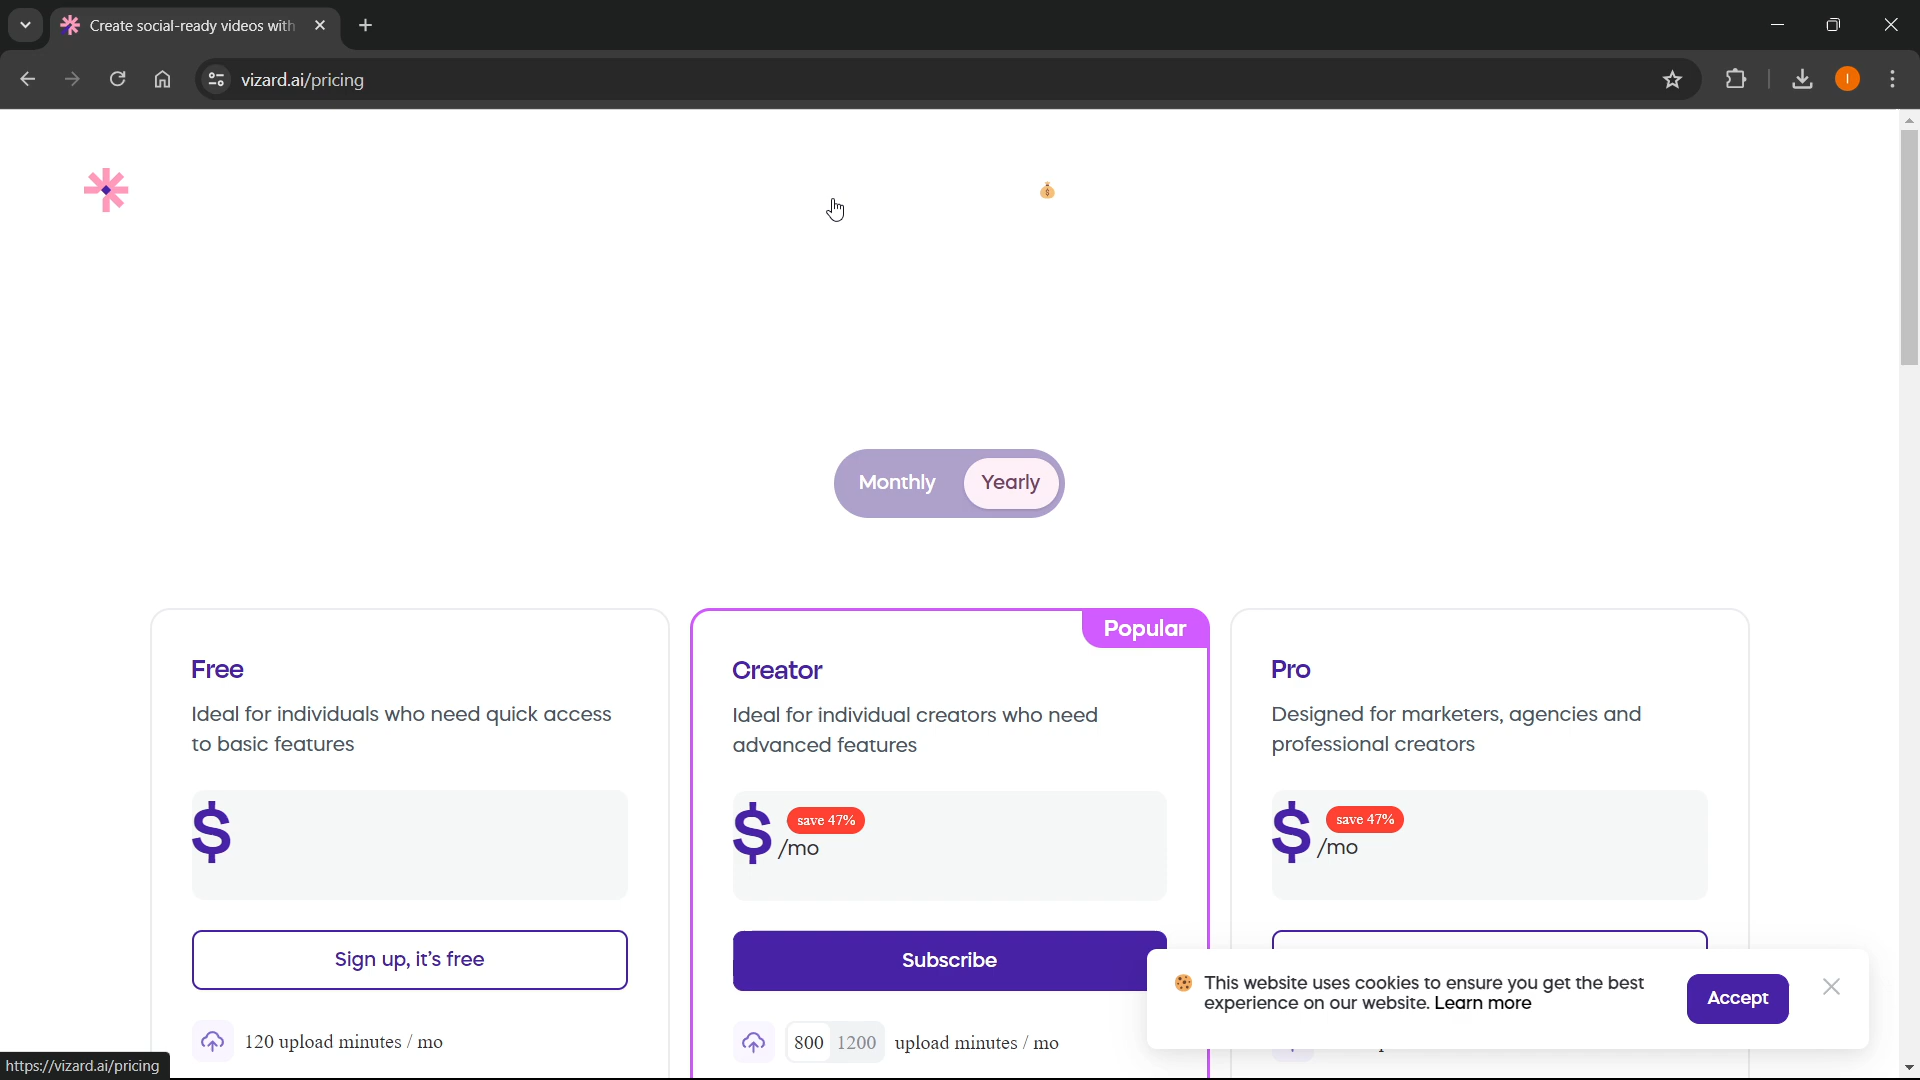 Create social-ready videos with
vizard.ai/pricing
I
Monthly
Yearly
Free
Ideal for individuals who need quick access
to basic features
$
Sign up, it's free
120 upload minutes / mo
Popular
Creator
Ideal for individual creators who need
advanced features
$
save 47%
/mo
Subscribe
800 1200 upload minutes / mo
Pro
Designed for marketers, agencies and
professional creators
$
save 47%
/mo
This website uses cookies to ensure you get the best
experience on our website. Learn more
Accept
https://vizard.ai/pricing